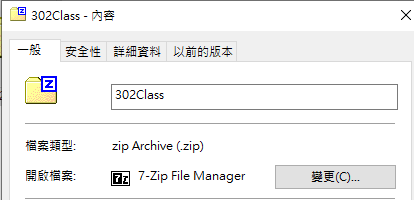 302Class - 內容
一般 安全性 詳細資料 以前的版本
302Class
檔案類型: zip Archive (.zip)
開啟檔案: 7z 7-Zip File Manager 變更(C)...